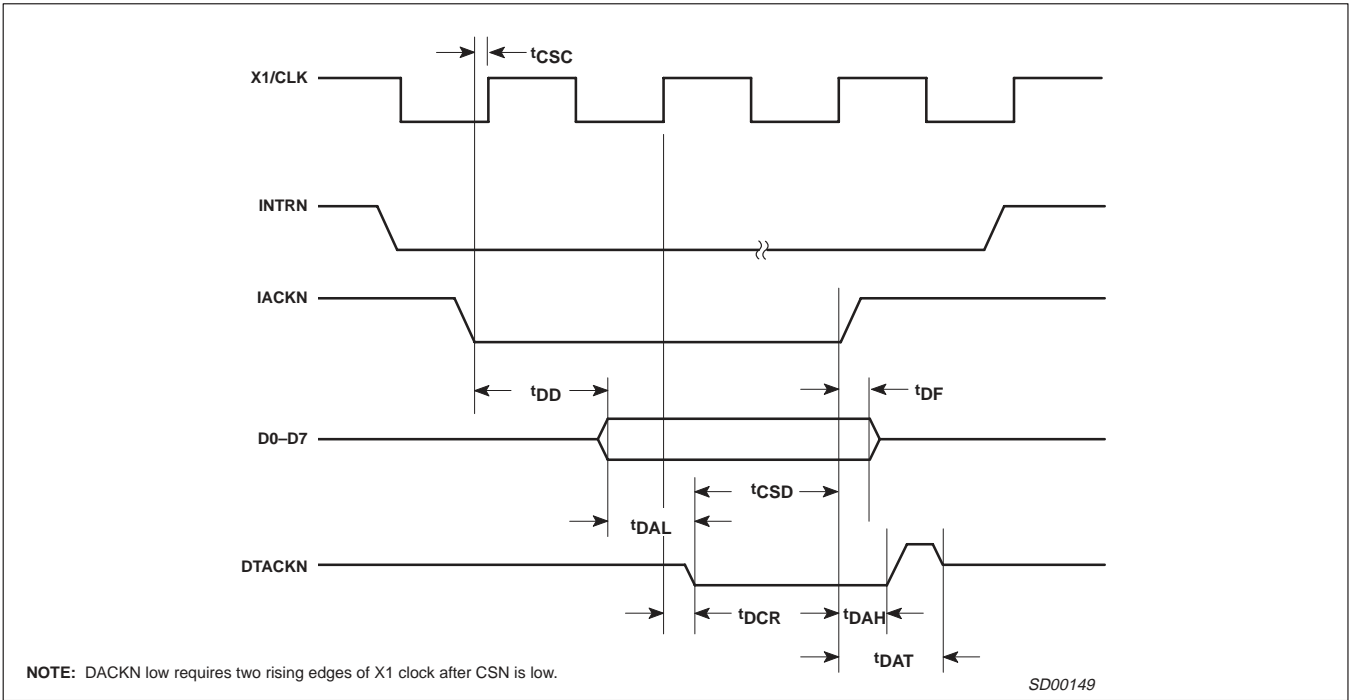 tCSC
X1/CLK
INTRN
IACKN
tDD
tDF
D0–D7
tCSD
tDAL
DTACKN
tDCR
tDAH
tDAT
NOTE: DACKN low requires two rising edges of X1 clock after CSN is low.
SD00149